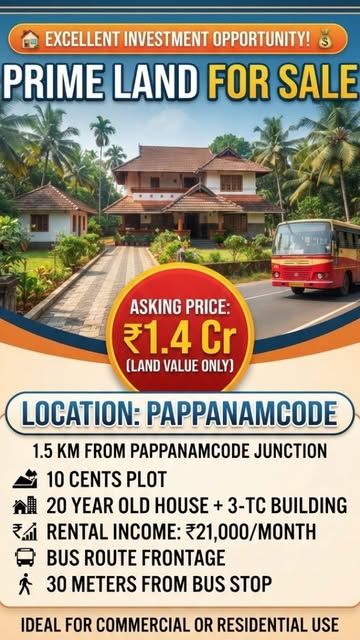 EXCELLENT INVESTMENT OPPORTUNITY!
PRIME LAND FOR SALE
ASKING PRICE:
₹1.4 Cr
(LAND VALUE ONLY)
LOCATION: PAPPANAMCODE
1.5 KM FROM PAPPANAMCODE JUNCTION
10 CENTS PLOT
20 YEAR OLD HOUSE + 3-TC BUILDING
RENTAL INCOME: ₹21,000/MONTH
BUS ROUTE FRONTAGE
30 METERS FROM BUS STOP
IDEAL FOR COMMERCIAL OR RESIDENTIAL USE